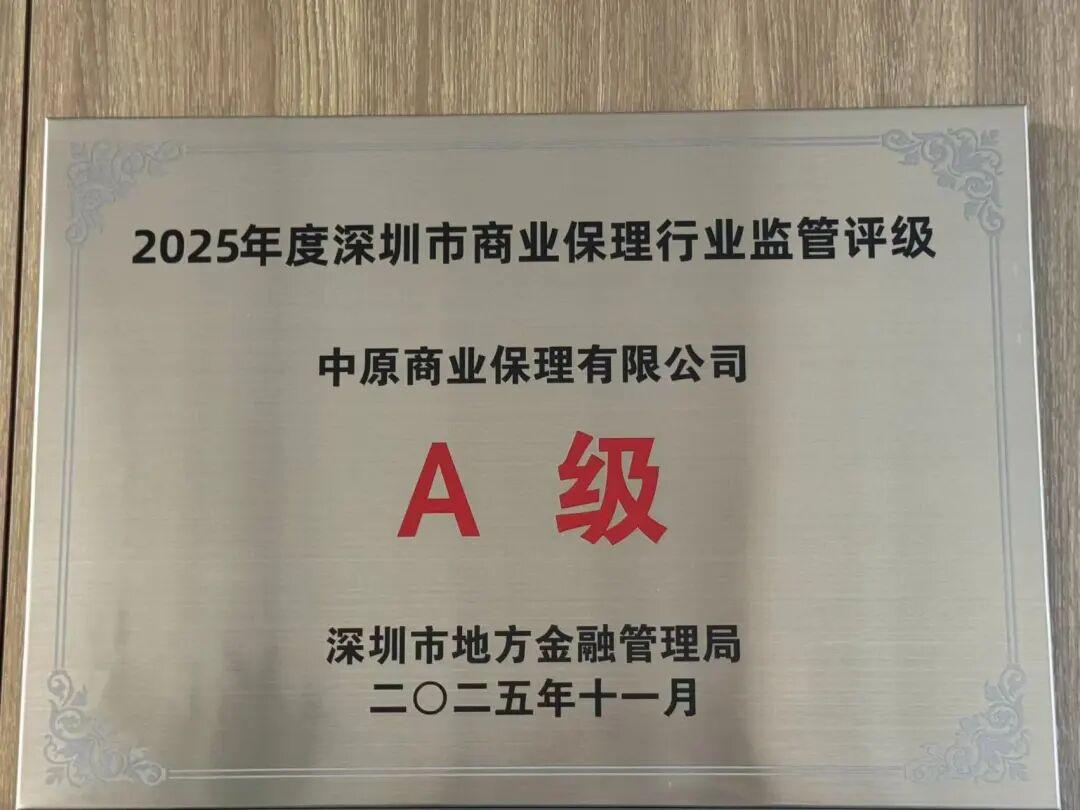 2025年度深圳市商业保理行业监管评级
中原商业保理有限公司
A 级
深圳市地方金融管理局
二〇二五年十一月